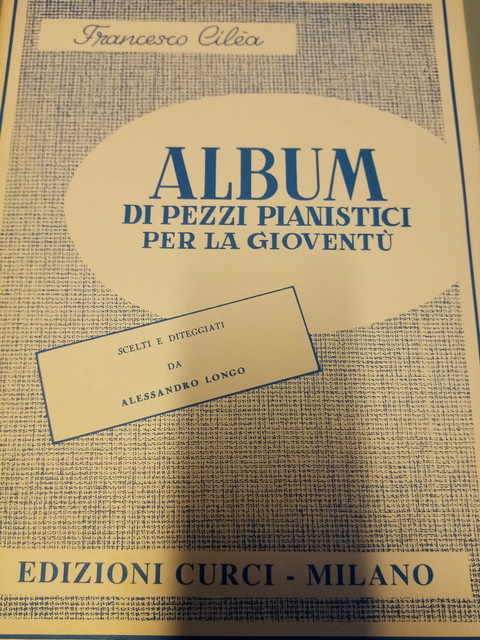 Francesco Cilèa
ALBUM
DI PEZZI PIANISTICI
PER LA GIOVENTÙ
SCELTI E DITEGGIATI
DA
ALESSANDRO LONGO
EDIZIONI CURCI - MILANO